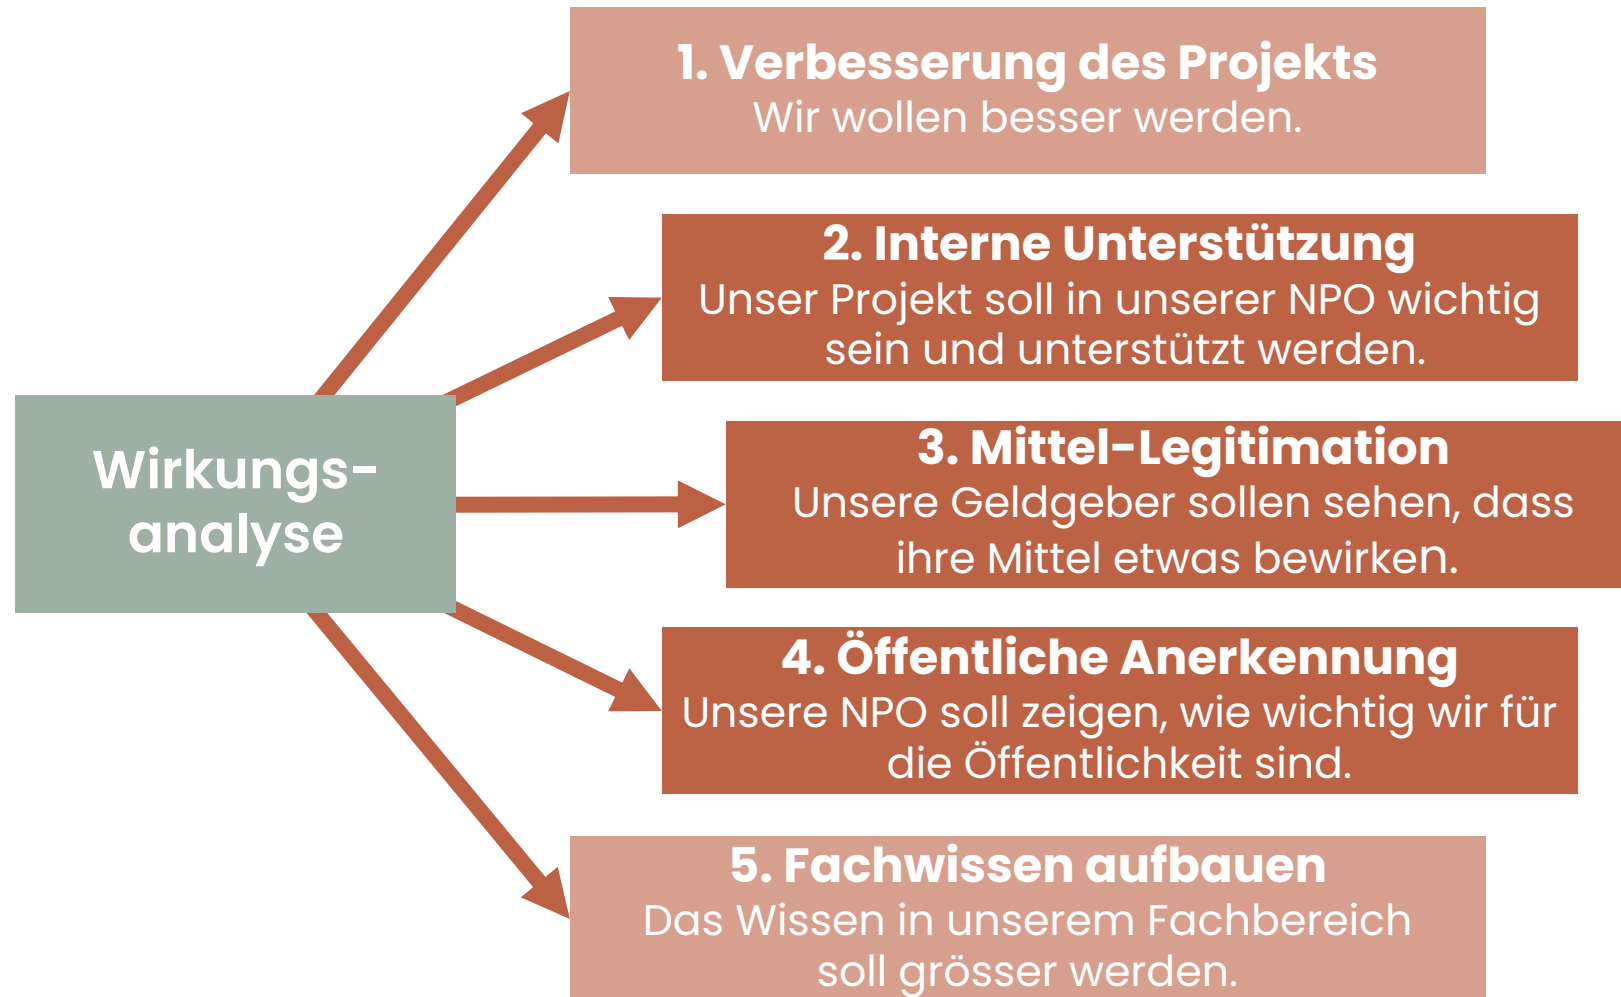 1. Verbesserung des Projekts
Wir wollen besser werden.
2. Interne Unterstützung
Unser Projekt soll in unserer NPO wichtig
sein und unterstützt werden.
Wirkungs-
analyse
3. Mittel-Legitimation
Unsere Geldgeber sollen sehen, dass
ihre Mittel etwas bewirken.
4. Öffentliche Anerkennung
Unsere NPO soll zeigen, wie wichtig wir für
die Öffentlichkeit sind.
5. Fachwissen aufbauen
Das Wissen in unserem Fachbereich
soll grösser werden.